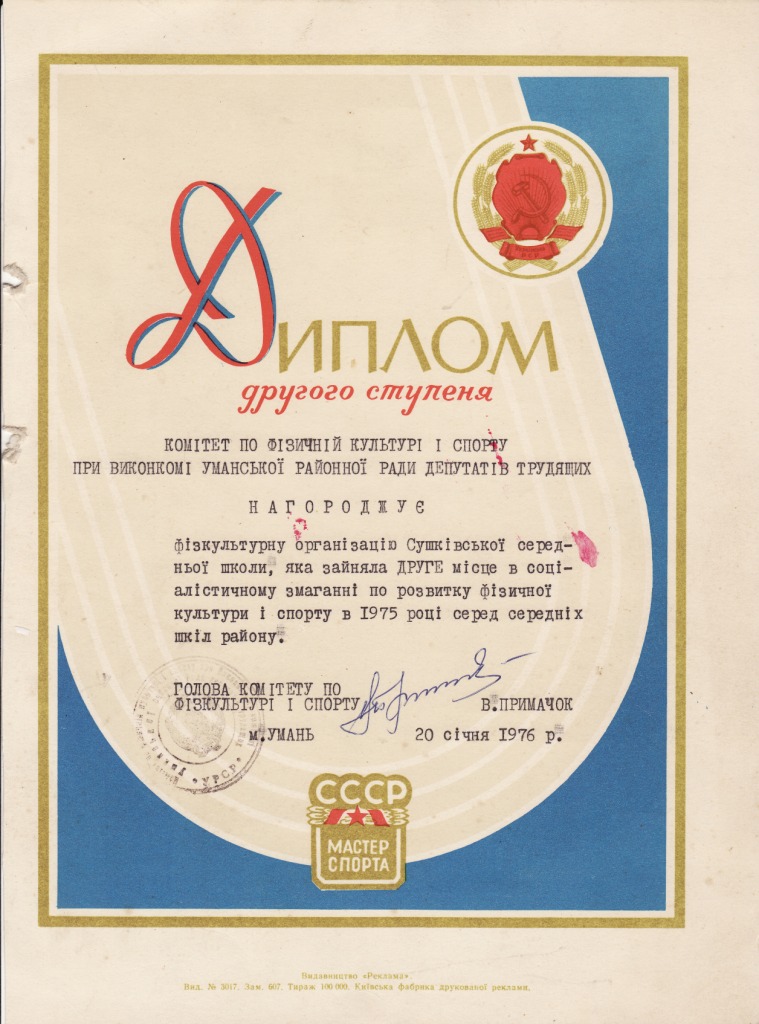 Диплом
другого ступеня
КОМІТЕТ ПО ФІЗИЧНІЙ КУЛЬТУРІ І СПОРТУ
ПРИ ВИКОНКОМІ УМАНСЬКОЇ РАЙОННОЇ РАДИ ДЕПУТАТІВ ТРУДЯЩИХ
НАГОРОДЖУЄ
фізкультурну організацію Сушківської серед-
ньої школи, яка зайняла ДРУГЕ місце в соці-
алістичному змаганні по розвитку фізичної
культури і спорту в 1975 році серед середніх
шкіл району.
ГОЛОВА КОМІТЕТУ ПО
ФІЗКУЛЬТУРІ І СПОРТУ В.ПРИМАЧОК
м.УМАНЬ 20 січня 1976 р.
УРСР
СССР
МАСТЕР
СПОРТА
Видавництво «Реклама».
Вид. № 3017. Зам. 607. Тираж 100 000. Київська фабрика друкованої реклами.